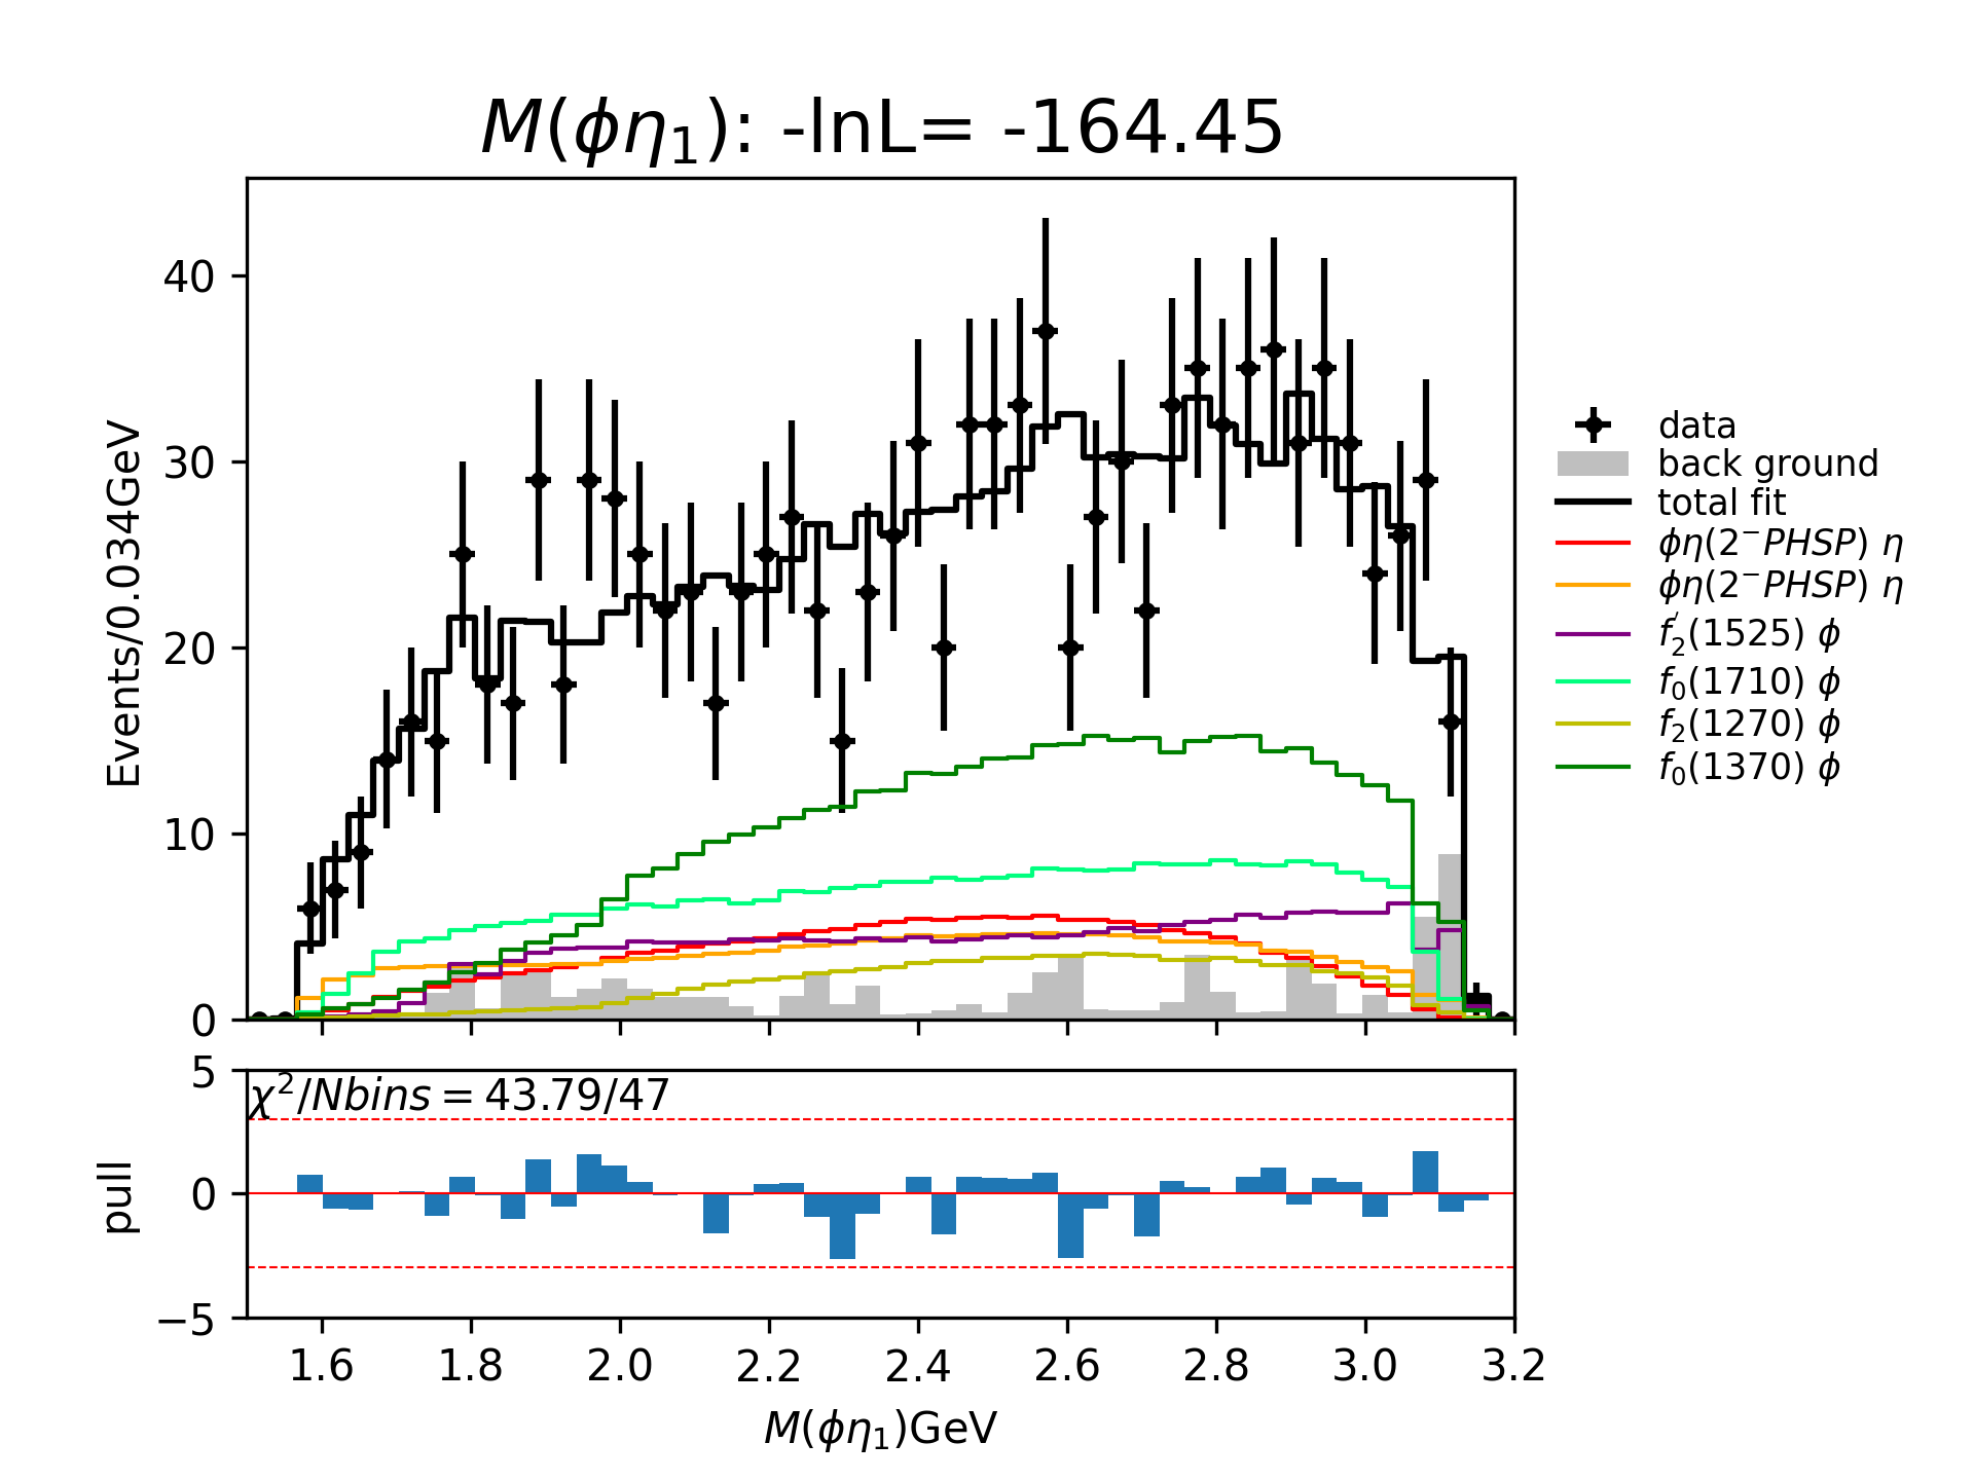 M(ϕη₁): -lnL= -164.45
Events/0.034GeV
40
30
20
10
0
data
back ground
total fit
ϕη(2⁻PHSP) η
ϕη(2⁻PHSP) η
f₂′(1525) ϕ
f₀(1710) ϕ
f₂(1270) ϕ
f₀(1370) ϕ
χ²/Nbins = 43.79/47
pull
5
0
−5
1.6 1.8 2.0 2.2 2.4 2.6 2.8 3.0 3.2
M(ϕη₁)GeV